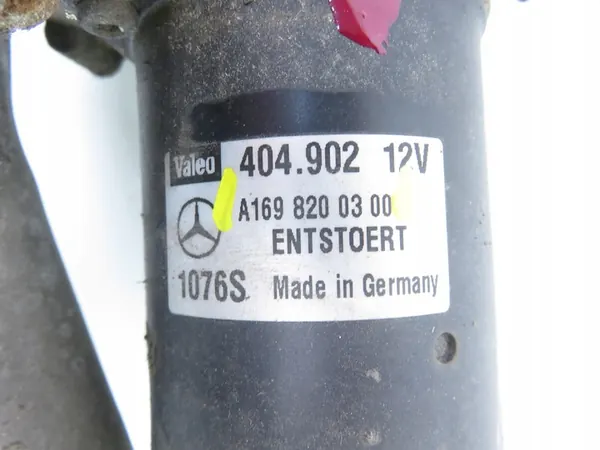 Valeo 404.902 12V
A169 820 03 00
ENTSTOERT
1076S Made in Germany